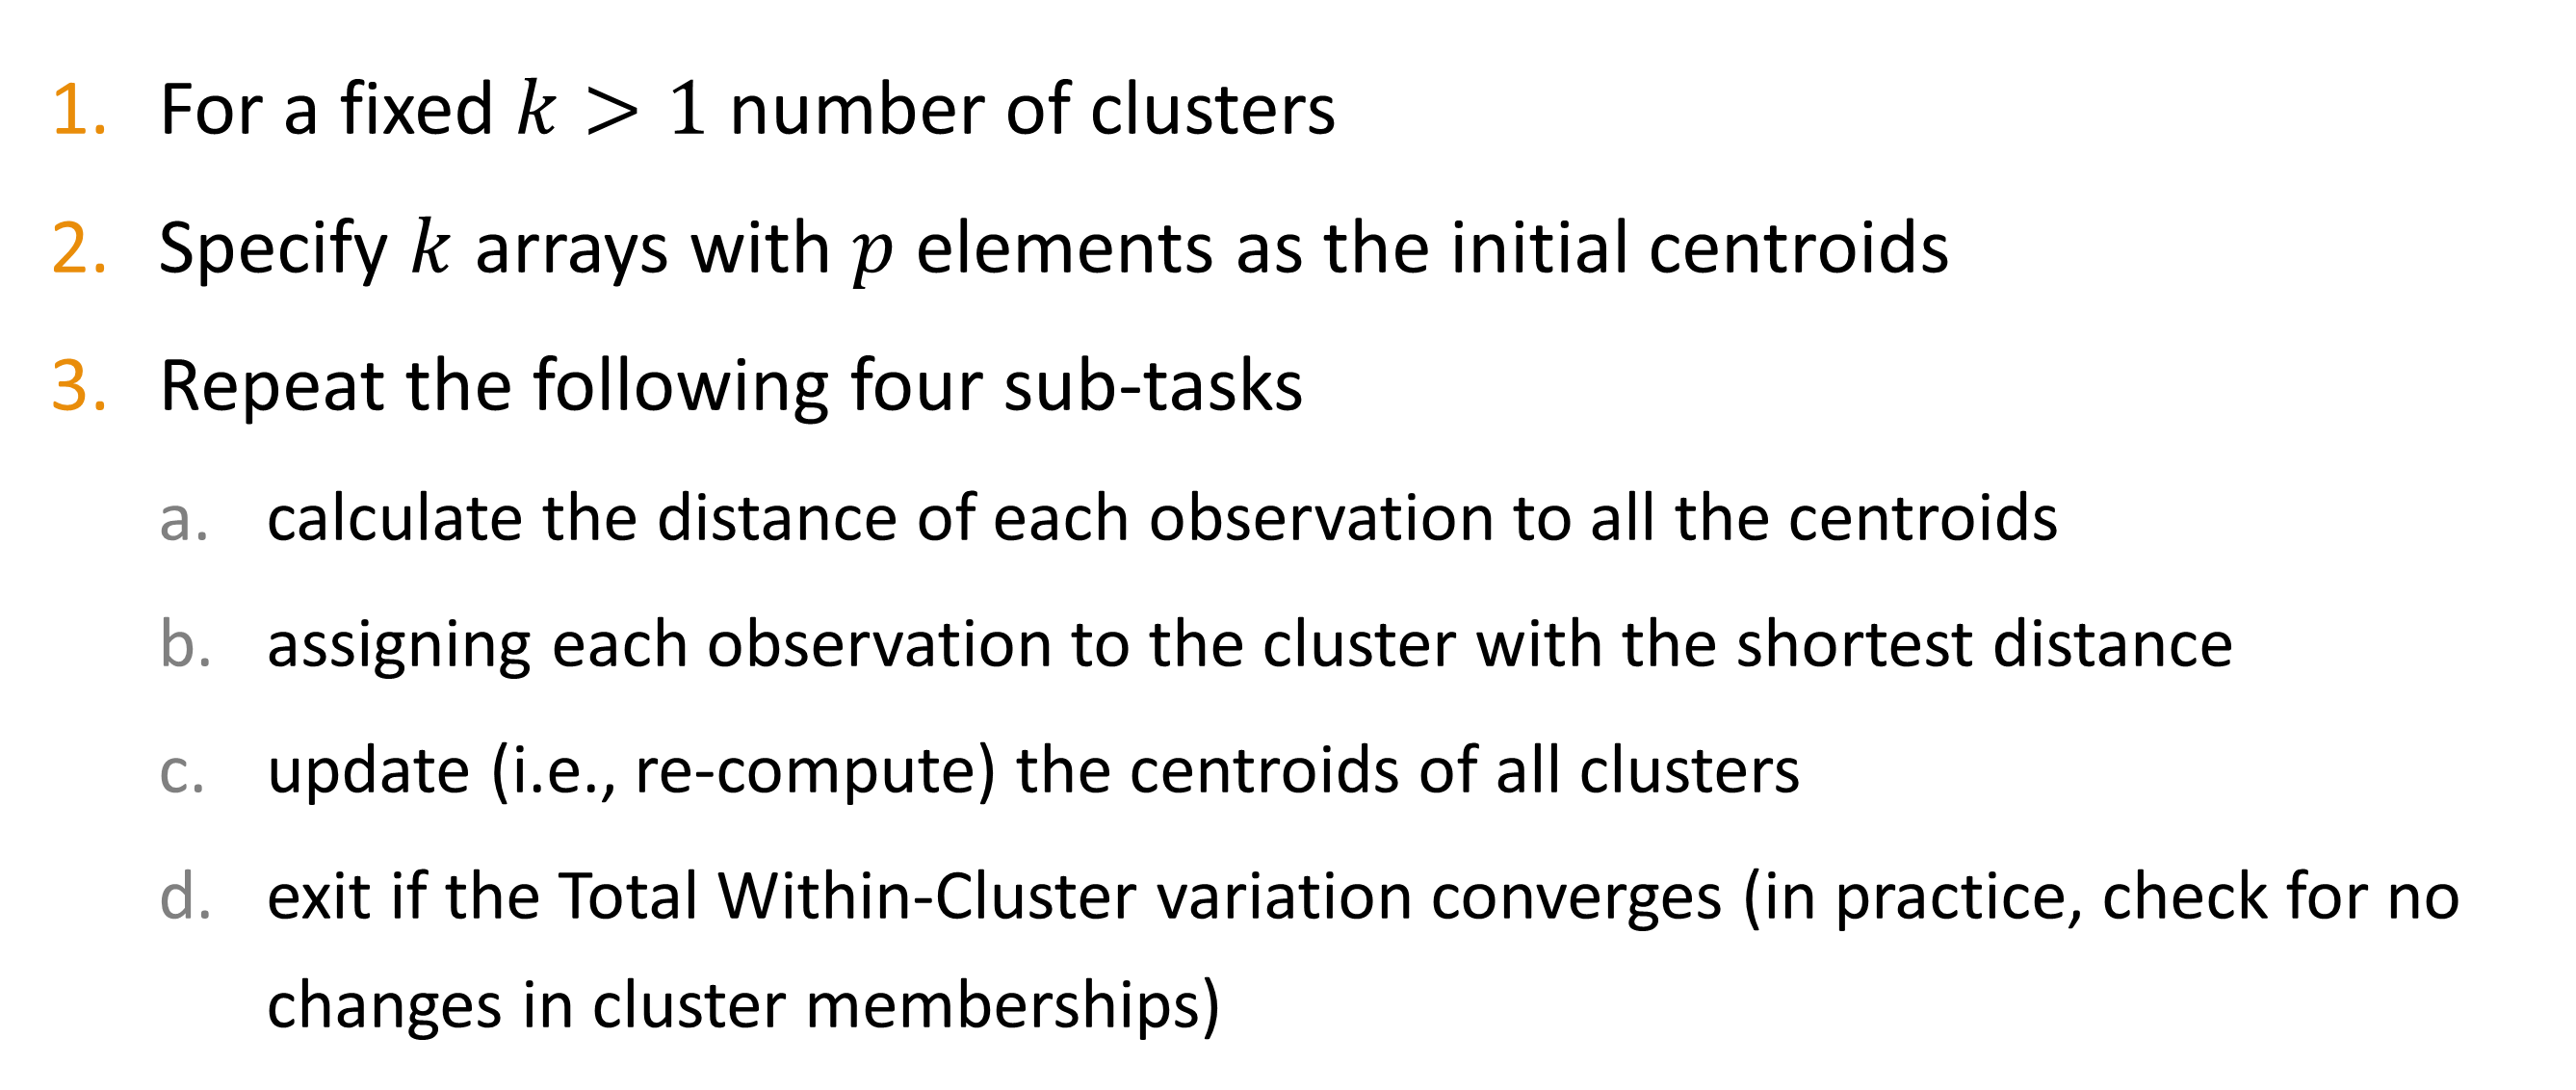 1. For a fixed k > 1 number of clusters
2. Specify k arrays with p elements as the initial centroids
3. Repeat the following four sub-tasks
a. calculate the distance of each observation to all the centroids
b. assigning each observation to the cluster with the shortest distance
c. update (i.e., re-compute) the centroids of all clusters
d. exit if the Total Within-Cluster variation converges (in practice, check for no
changes in cluster memberships)